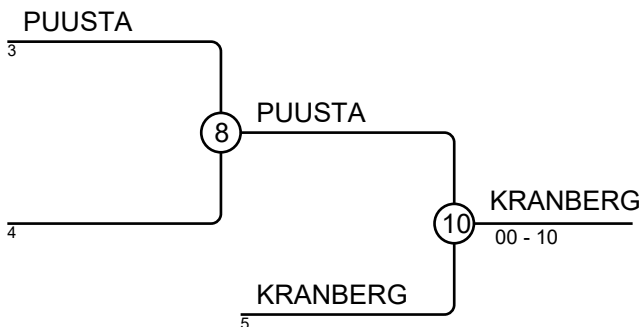 PUUSTA
3
8
PUUSTA
4
10
KRANBERG
00 - 10
KRANBERG
5